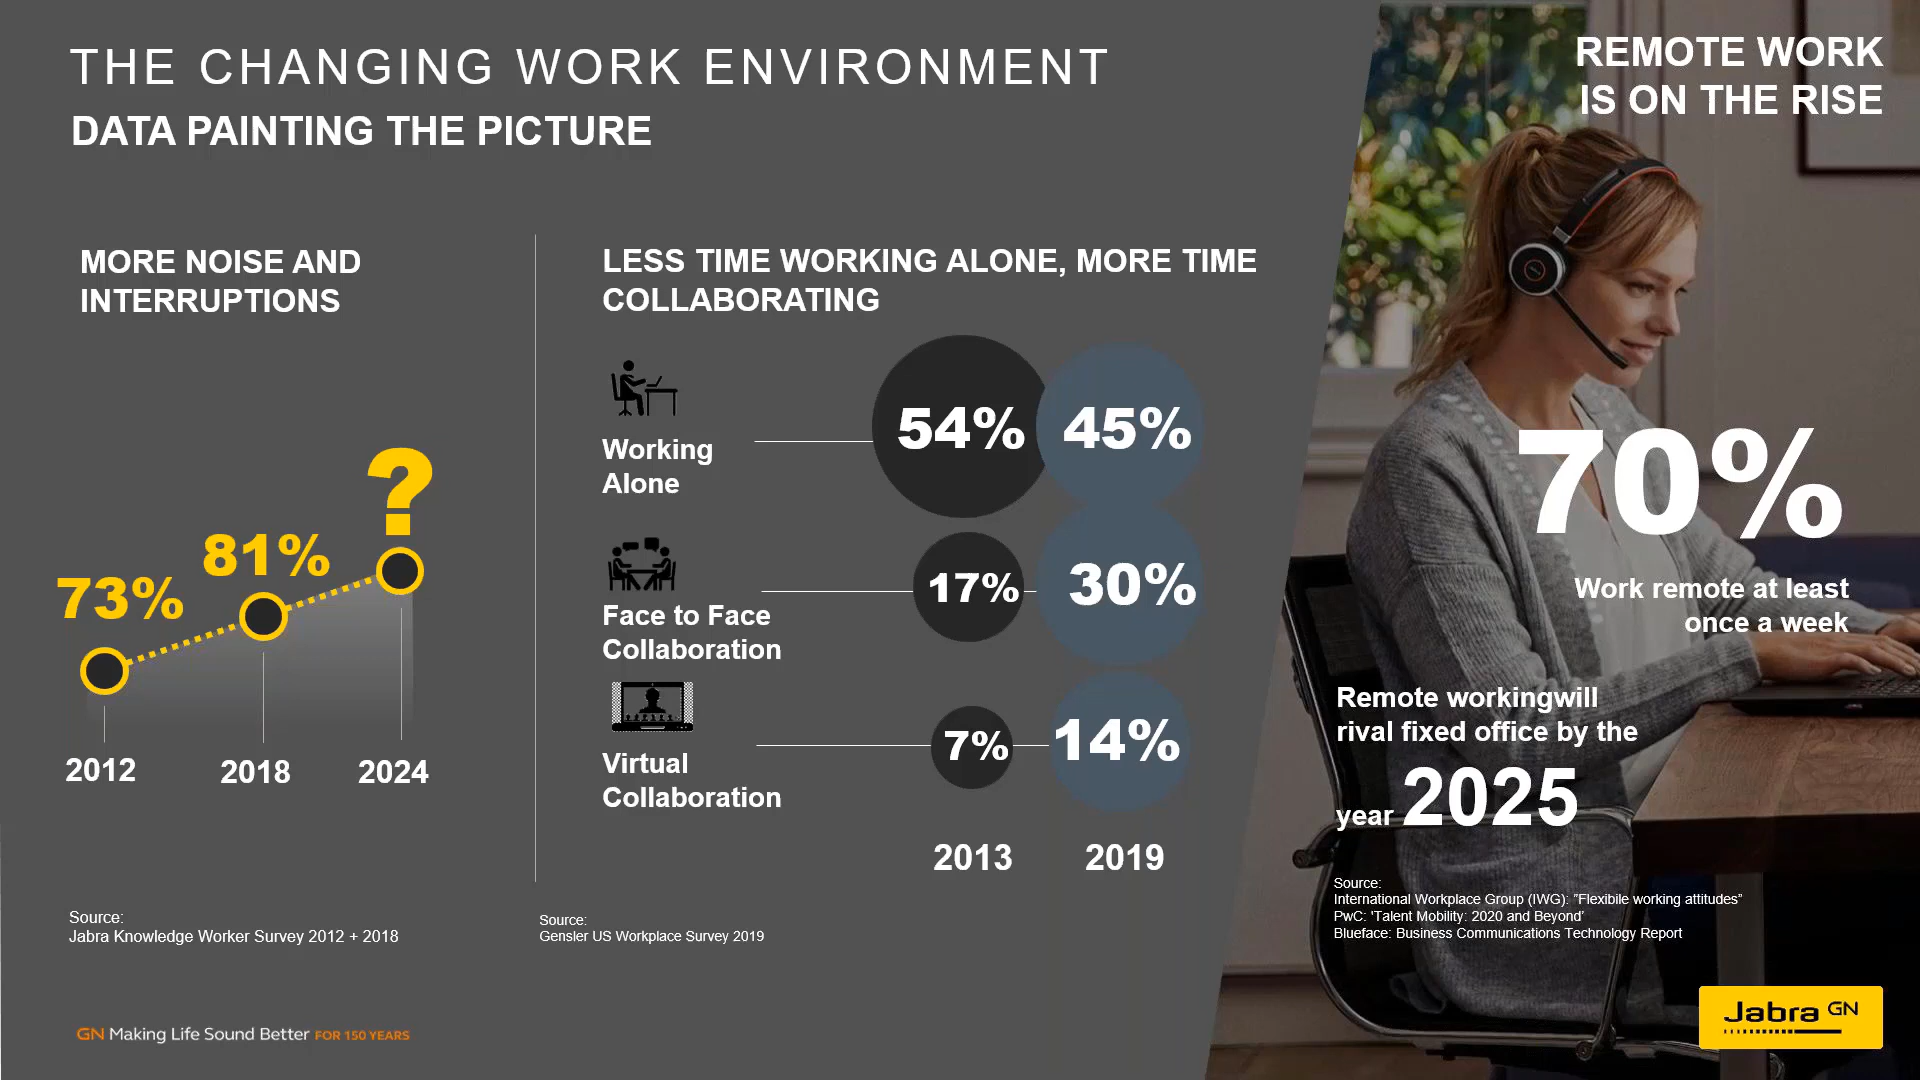 THE CHANGING WORK ENVIRONMENT
DATA PAINTING THE PICTURE
MORE NOISE AND
INTERRUPTIONS
?
81%
73%
2012
2018
2024
Source:
Jabra Knowledge Worker Survey 2012 + 2018
LESS TIME WORKING ALONE, MORE TIME
COLLABORATING
Working
Alone
54%
45%
Face to Face
Collaboration
17%
30%
Virtual
Collaboration
7%
14%
2013
2019
Source:
Gensler US Workplace Survey 2019
REMOTE WORK
IS ON THE RISE
70%
Work remote at least
once a week
Remote workingwill
rival fixed office by the
year 2025
Source:
International Workplace Group (IWG): ”Flexibile working attitudes”
PwC: 'Talent Mobility: 2020 and Beyond'
Blueface: Business Communications Technology Report
GN Making Life Sound Better FOR 150 YEARS
Jabra GN